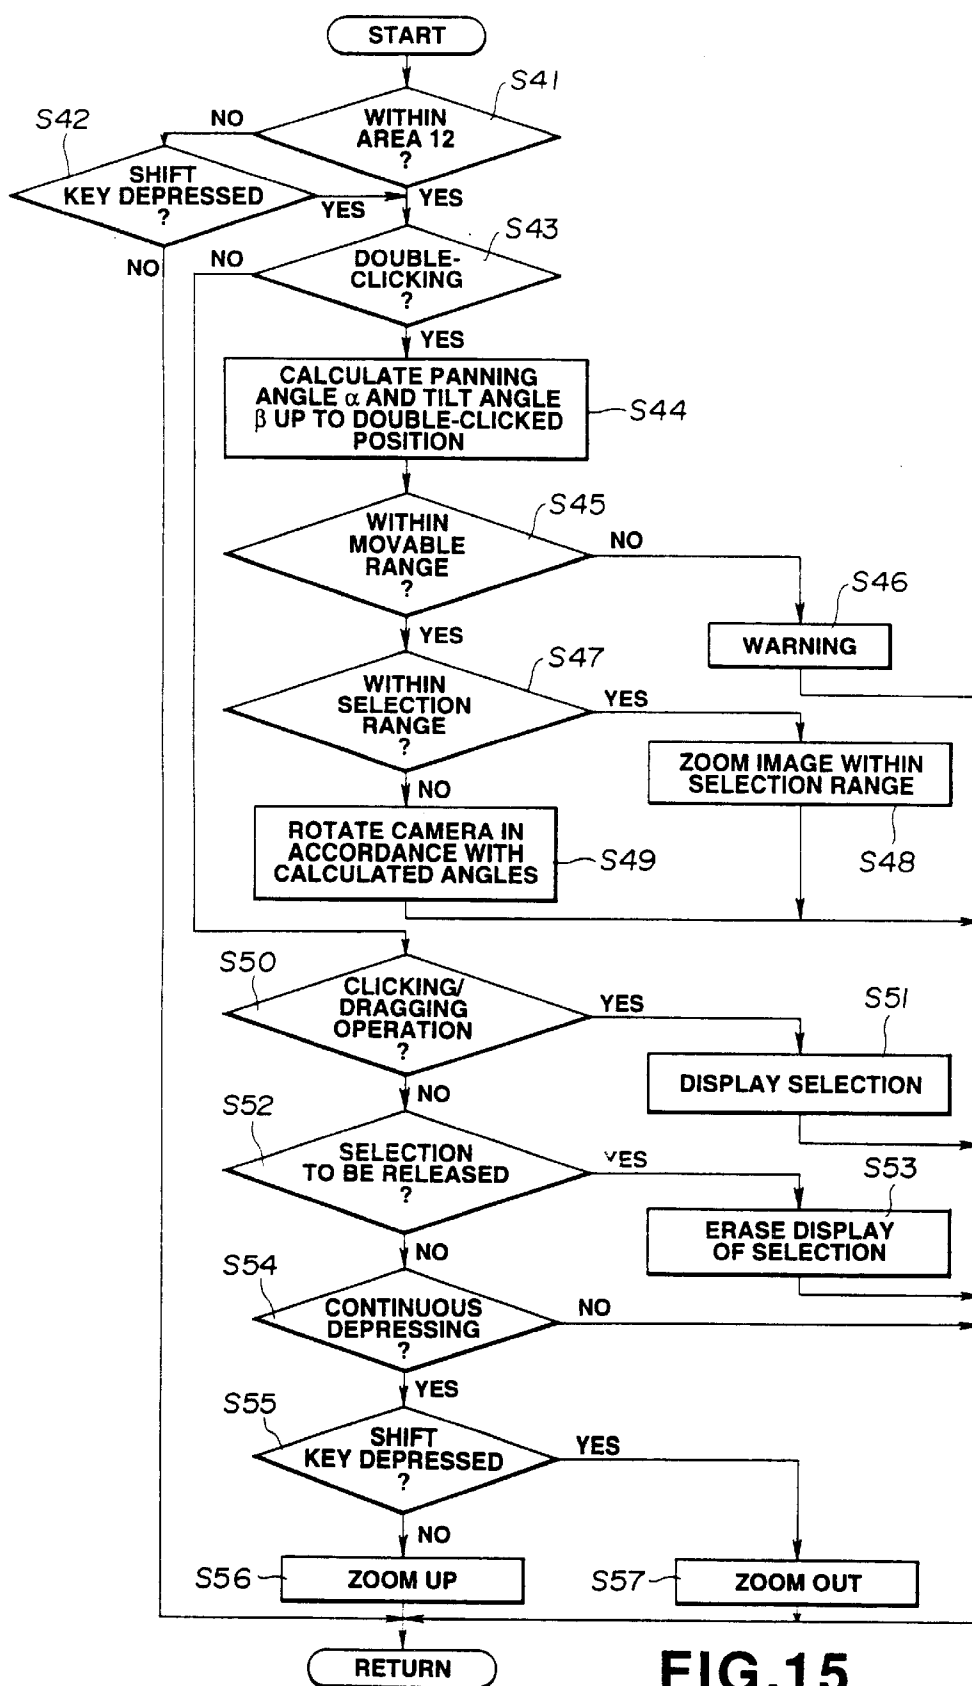 START
S41
WITHIN
AREA 12
?
NO
S42
SHIFT
KEY DEPRESSED
?
YES
YES
NO
S43
DOUBLE-
CLICKING
?
NO
YES
CALCULATE PANNING
ANGLE α AND TILT ANGLE
β UP TO DOUBLE-CLICKED
POSITION
S44
S45
WITHIN
MOVABLE
RANGE
?
NO
S46
WARNING
YES
S47
WITHIN
SELECTION
RANGE
?
YES
ZOOM IMAGE WITHIN
SELECTION RANGE
S48
NO
ROTATE CAMERA IN
ACCORDANCE WITH
CALCULATED ANGLES
S49
S50
CLICKING/
DRAGGING
OPERATION
?
YES
S51
DISPLAY SELECTION
NO
S52
SELECTION
TO BE RELEASED
?
YES
S53
ERASE DISPLAY
OF SELECTION
NO
S54
CONTINUOUS
DEPRESSING
?
NO
YES
S55
SHIFT
KEY DEPRESSED
?
YES
NO
S56
ZOOM UP
S57
ZOOM OUT
RETURN
FIG.15